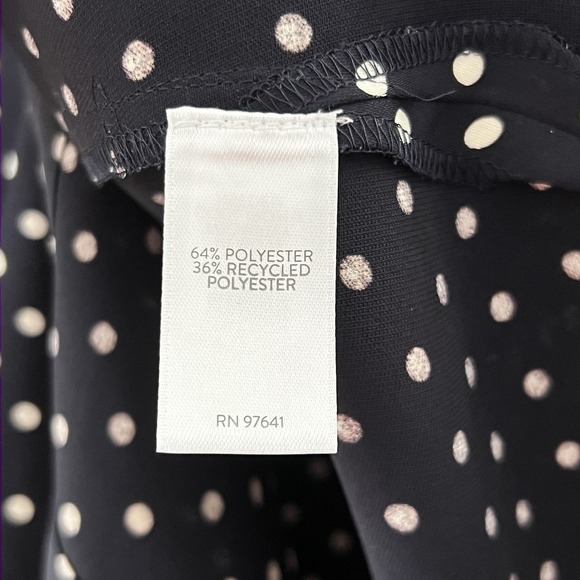 64% POLYESTER
36% RECYCLED
POLYESTER
RN 97641